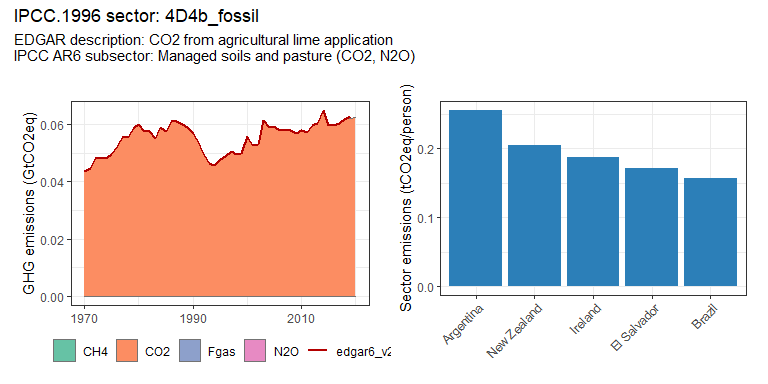 IPCC.1996 sector: 4D4b_fossil
EDGAR description: CO2 from agricultural lime application
IPCC AR6 subsector: Managed soils and pasture (CO2, N2O)
GHG emissions (GtCO2eq)
0.06
0.04
0.02
0.00
1970
1990
2010
CH4
CO2
Fgas
N2O
edgar6_v2
Sector emissions (tCO2eq/person)
0.2
0.1
0.0
Argentina
New Zealand
Ireland
El Salvador
Brazil